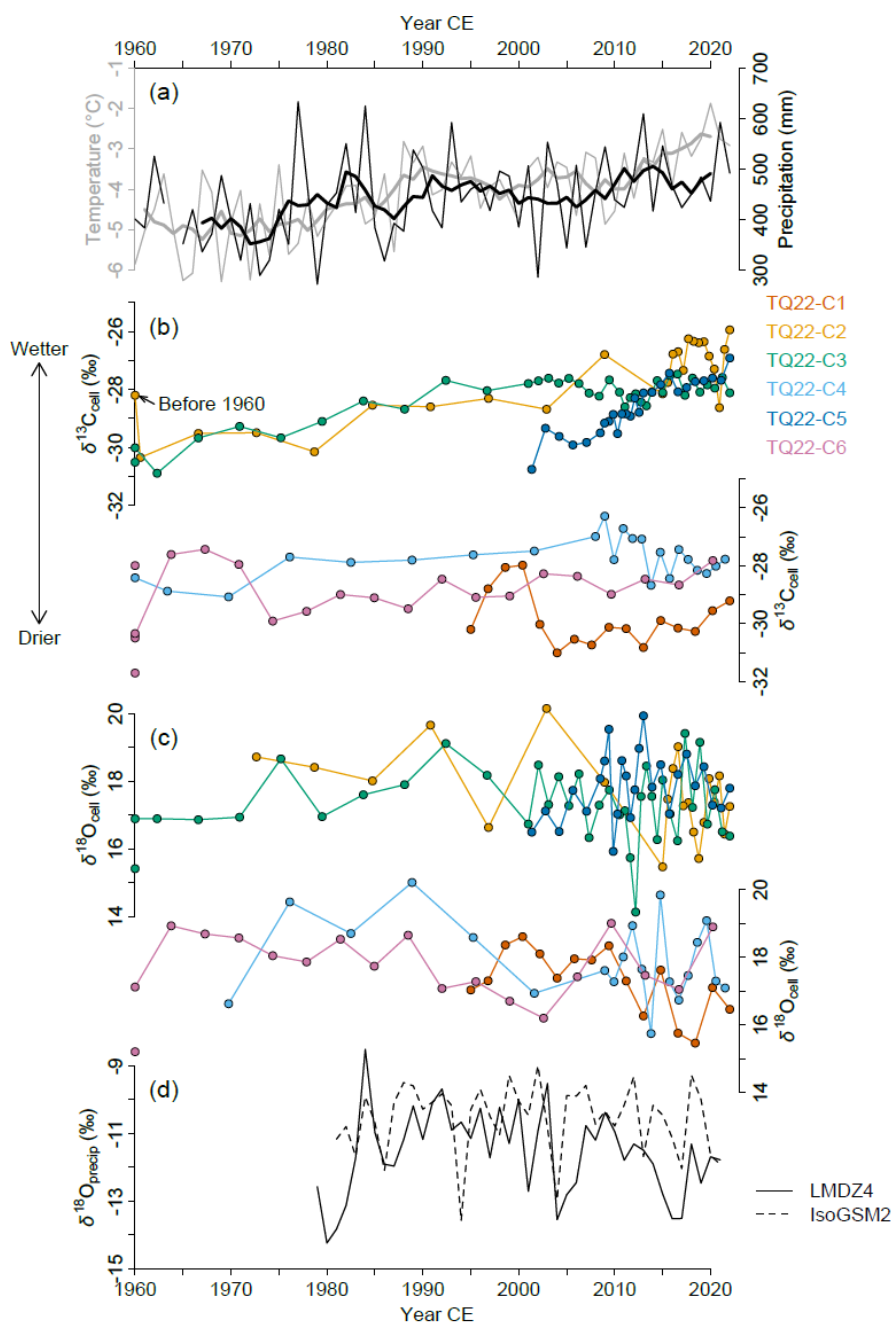 Year CE
1960 1970 1980 1990 2000 2010 2020
(a)
Temperature (°C)
-1
-2
-3
-4
-5
-6
Precipitation (mm)
700
600
500
400
300
Wetter
Drier
(b)
δ13Ccell (‰)
-26
-28
-30
-32
Before 1960
TQ22-C1
TQ22-C2
TQ22-C3
TQ22-C4
TQ22-C5
TQ22-C6
δ13Ccell (‰)
-26
-28
-30
-32
(c)
δ18Ocell (‰)
20
18
16
14
δ18Ocell (‰)
20
18
16
14
(d)
δ18Oprecip (‰)
-9
-11
-13
-15
LMDZ4
IsoGSM2
1960 1970 1980 1990 2000 2010 2020
Year CE